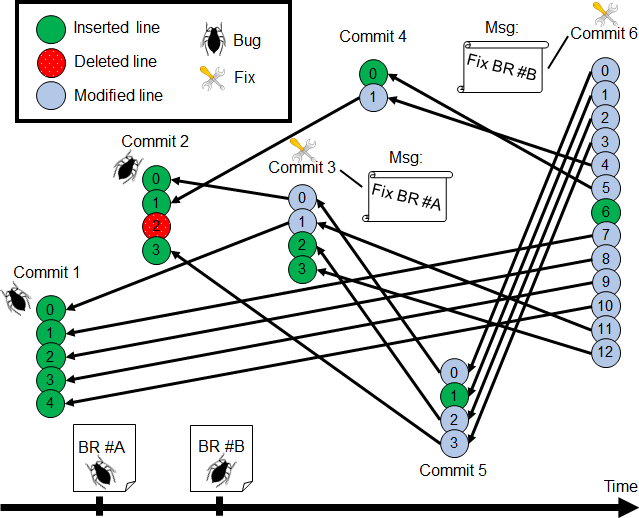 Inserted line
Bug
Deleted line
Fix
Modified line
Commit 4
Msg:
Fix BR #B
Commit 6
0
1
2
3
4
5
6
7
8
9
10
11
12
0
1
Commit 2
0
1
2
3
Commit 3
Msg:
Fix BR #A
0
1
2
3
Commit 1
0
1
2
3
4
0
1
2
3
Commit 5
BR #A
BR #B
Time